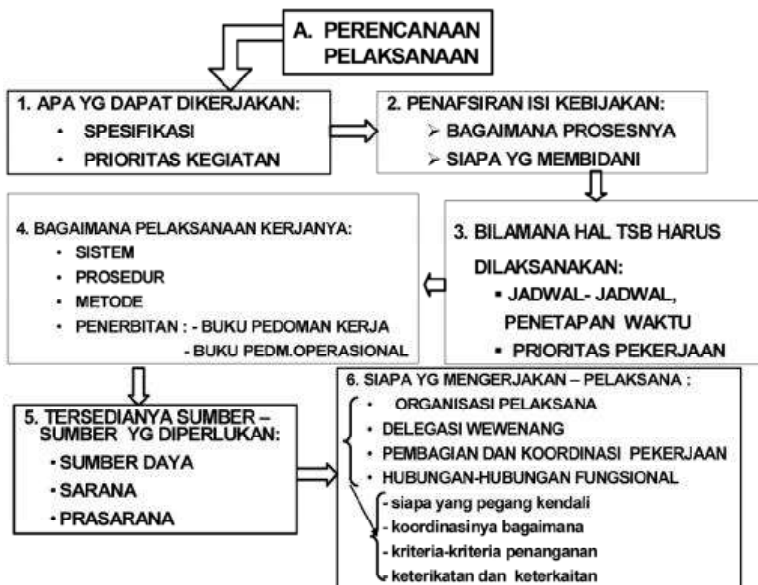 A. PERENCANAAN
PELAKSANAAN
1. APA YG DAPAT DIKERJAKAN:
• SPESIFIKASI
• PRIORITAS KEGIATAN
2. PENAFSIRAN ISI KEBIJAKAN:
➢ BAGAIMANA PROSESNYA
➢ SIAPA YG MEMBIDANI
3. BILAMANA HAL TSB HARUS
DILAKSANAKAN:
▪ JADWAL- JADWAL,
PENETAPAN WAKTU
▪ PRIORITAS PEKERJAAN
4. BAGAIMANA PELAKSANAAN KERJANYA:
• SISTEM
• PROSEDUR
• METODE
• PENERBITAN : - BUKU PEDOMAN KERJA
- BUKU PEDM.OPERASIONAL
5. TERSEDIANYA SUMBER –
SUMBER YG DIPERLUKAN:
• SUMBER DAYA
• SARANA
• PRASARANA
6. SIAPA YG MENGERJAKAN – PELAKSANA :
• ORGANISASI PELAKSANA
• DELEGASI WEWENANG
• PEMBAGIAN DAN KOORDINASI PEKERJAAN
• HUBUNGAN-HUBUNGAN FUNGSIONAL
- siapa yang pegang kendali
- koordinasinya bagaimana
- kriteria-kriteria penanganan
- keterikatan dan keterkaitan